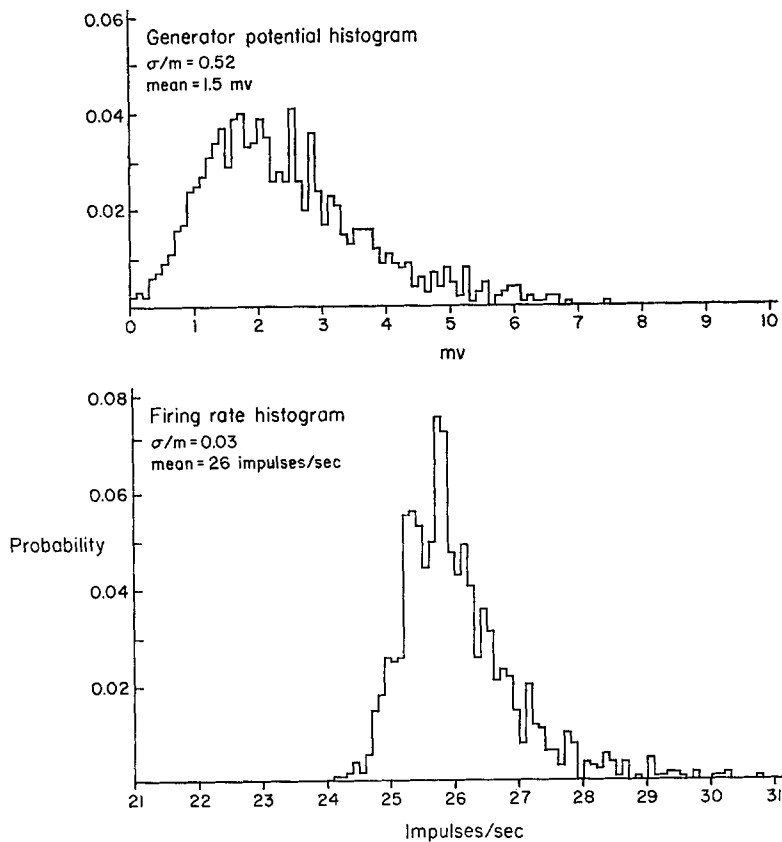 0.06
Generator potential histogram
σ/m = 0.52
mean = 1.5 mv
0.04
0.02
0 1 2 3 4 5 6 7 8 9 10
mv
0.08
Firing rate histogram
σ/m = 0.03
mean = 26 impulses/sec
0.06
Probability
0.04
0.02
21 22 23 24 25 26 27 28 29 30 31
Impulses/sec